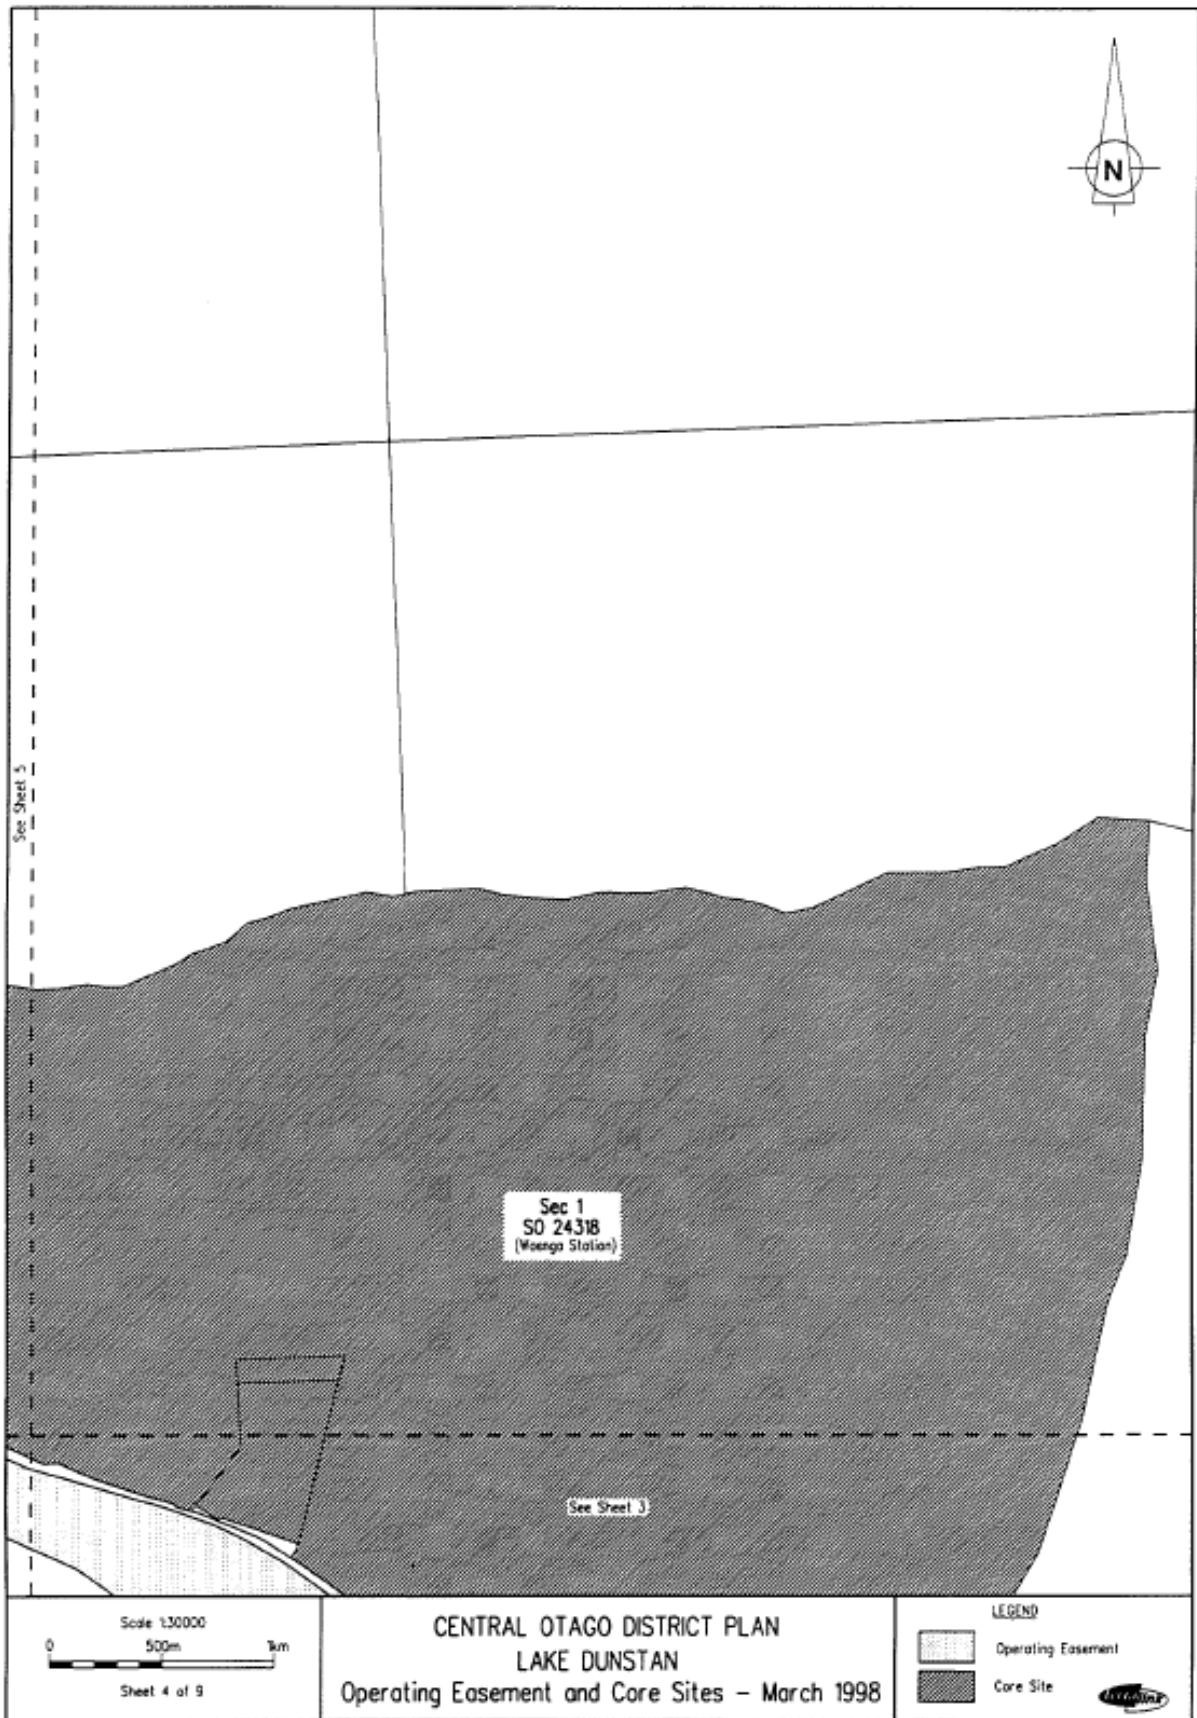 N
See Sheet 5
Sec 1
SO 24318
(Waenga Station)
See Sheet 3
Scale 1:30000
0 500m 1km
Sheet 4 of 9
CENTRAL OTAGO DISTRICT PLAN
LAKE DUNSTAN
Operating Easement and Core Sites - March 1998
LEGEND
Operating Easement
Core Site